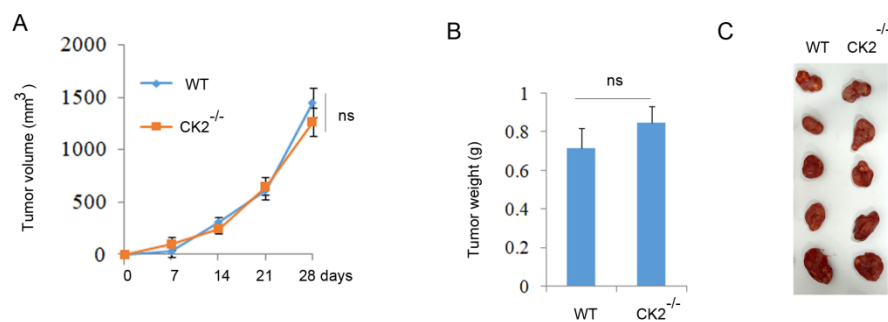 A
Tumor volume (mm3)
2000
1500
1000
500
0
0 7 14 21 28 days
WT
CK2-/-
ns
B
Tumor weight (g)
1
0.8
0.6
0.4
0.2
0
ns
WT CK2-/-
C
WT CK2-/-